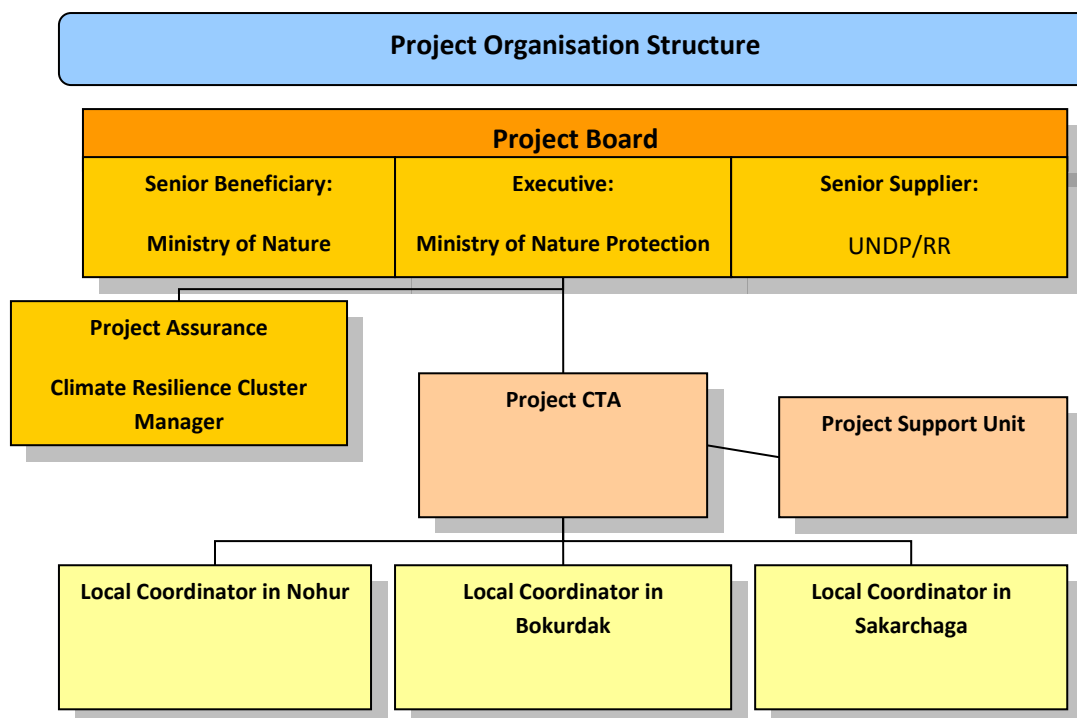 Project Organisation Structure
Project Board
Senior Beneficiary:
Ministry of Nature
Executive:
Ministry of Nature Protection
Senior Supplier:
UNDP/RR
Project Assurance
Climate Resilience Cluster
Manager
Project CTA
Project Support Unit
Local Coordinator in Nohur
Local Coordinator in
Bokurdak
Local Coordinator in
Sakarchaga